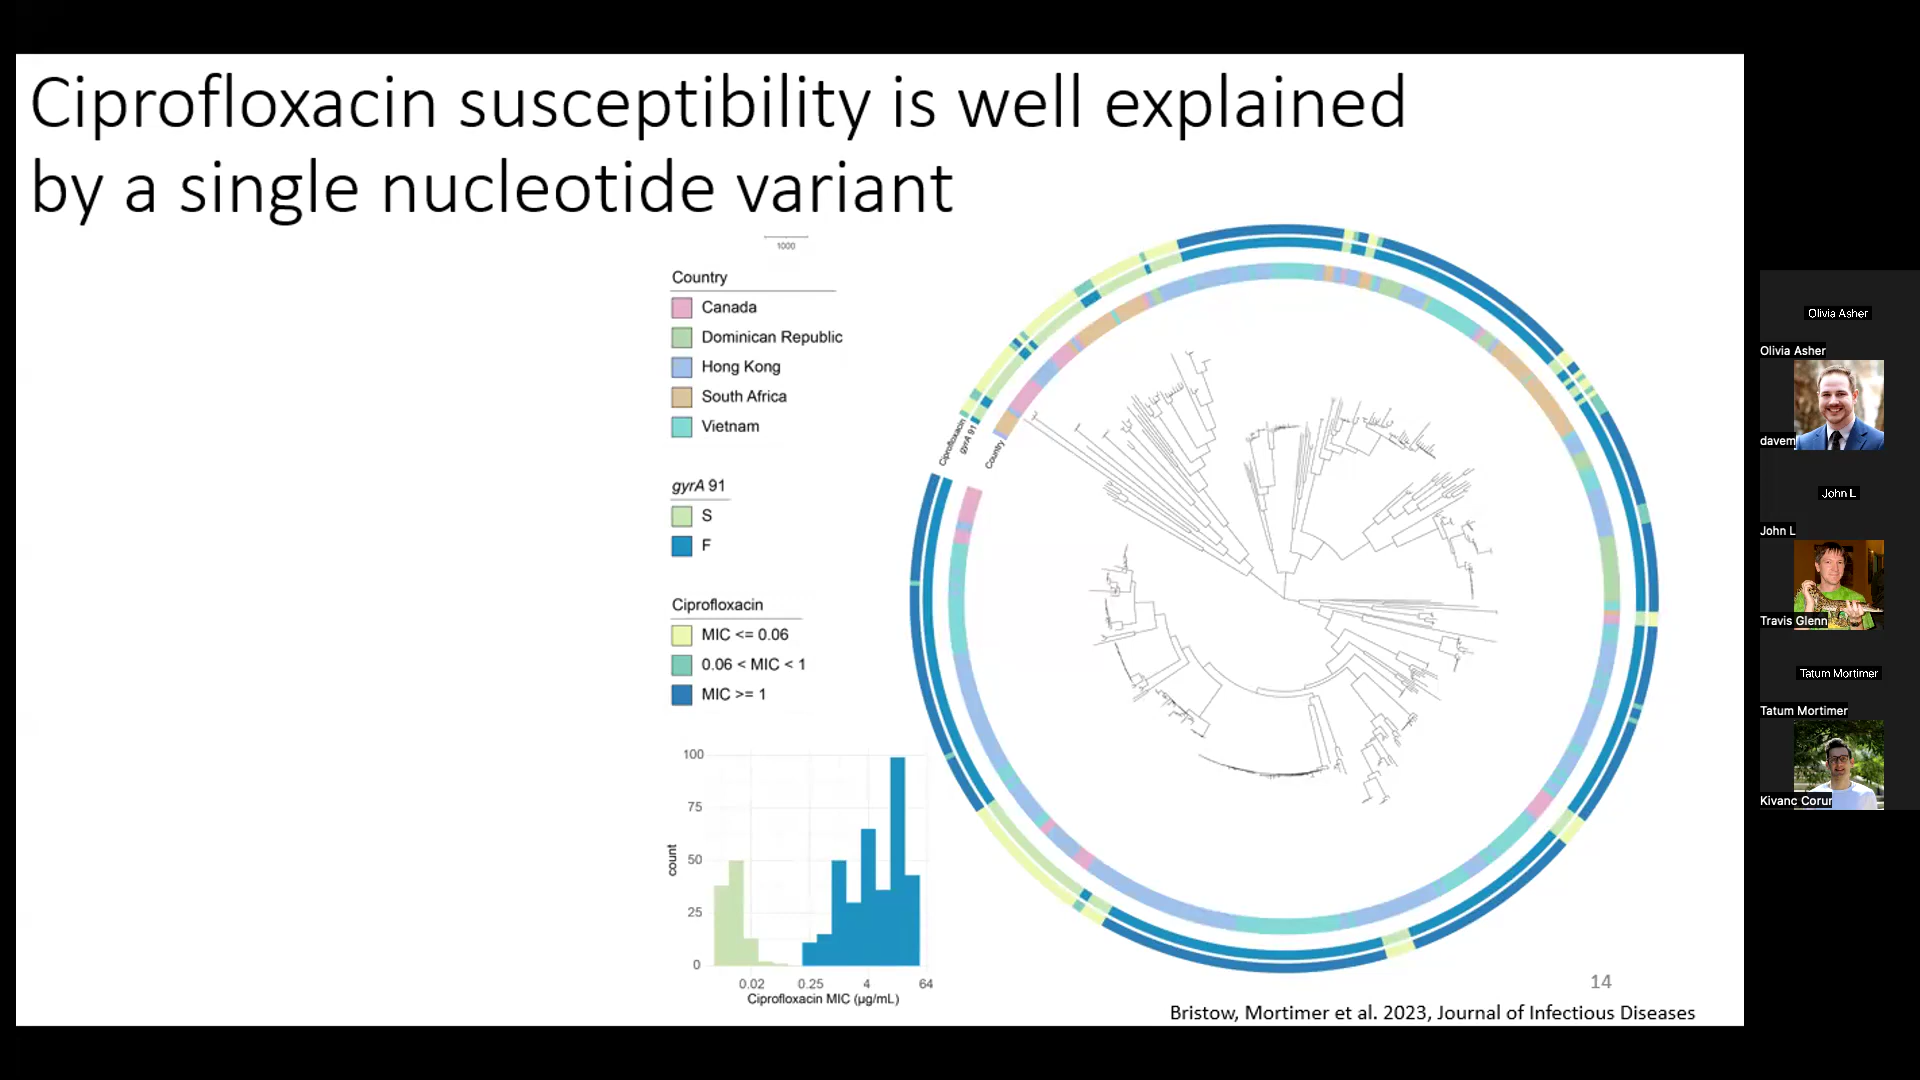 Ciprofloxacin susceptibility is well explained
by a single nucleotide variant
1000
Country
Canada
Dominican Republic
Hong Kong
South Africa
Vietnam
gyrA 91
S
F
Ciprofloxacin
MIC <= 0.06
0.06 < MIC < 1
MIC >= 1
Ciprofloxacin
gyrA 91
Country
100
75
50
25
0
count
0.02 0.25 4 64
Ciprofloxacin MIC (µg/mL)
14
Bristow, Mortimer et al. 2023, Journal of Infectious Diseases
Olivia Asher
Olivia Asher
davem
John L
John L
Travis Glenn
Tatum Mortimer
Tatum Mortimer
Kivanc Corur